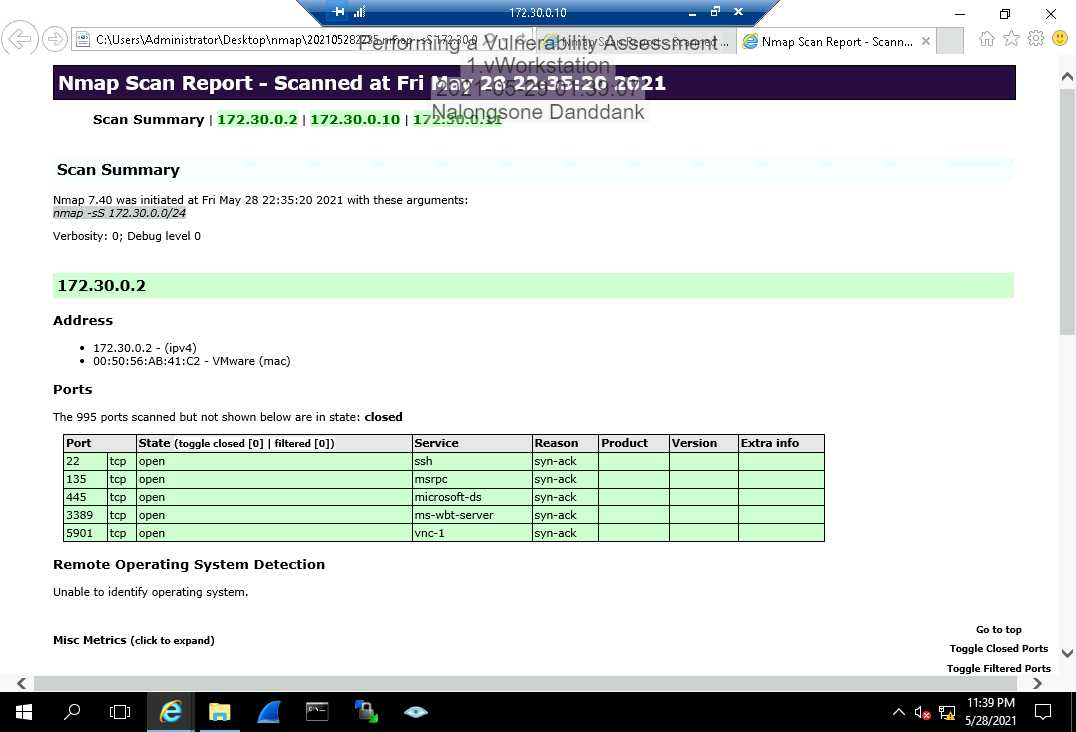 172.30.0.10
C:\Users\Administrator\Desktop\nmap\20210528
Nmap Scan Report - Scann...
Performing a Vulnerability Assessment
1.vWorkstation
Nalongsone Danddank
Nmap Scan Report - Scanned at Fri May 28 22:35:20 2021
Scan Summary | 172.30.0.2 | 172.30.0.10 | 172.30.0.11
Scan Summary
Nmap 7.40 was initiated at Fri May 28 22:35:20 2021 with these arguments:
nmap -sS 172.30.0.0/24
Verbosity: 0; Debug level 0
172.30.0.2
Address
• 172.30.0.2 - (ipv4)
• 00:50:56:AB:41:C2 - VMware (mac)
Ports
The 995 ports scanned but not shown below are in state: closed
Port State (toggle closed [0] | filtered [0]) Service Reason Product Version Extra info
22 tcp open ssh syn-ack
135 tcp open msrpc syn-ack
445 tcp open microsoft-ds syn-ack
3389 tcp open ms-wbt-server syn-ack
5901 tcp open vnc-1 syn-ack
Remote Operating System Detection
Unable to identify operating system.
Misc Metrics (click to expand)
Go to top
Toggle Closed Ports
Toggle Filtered Ports
11:39 PM
5/28/2021